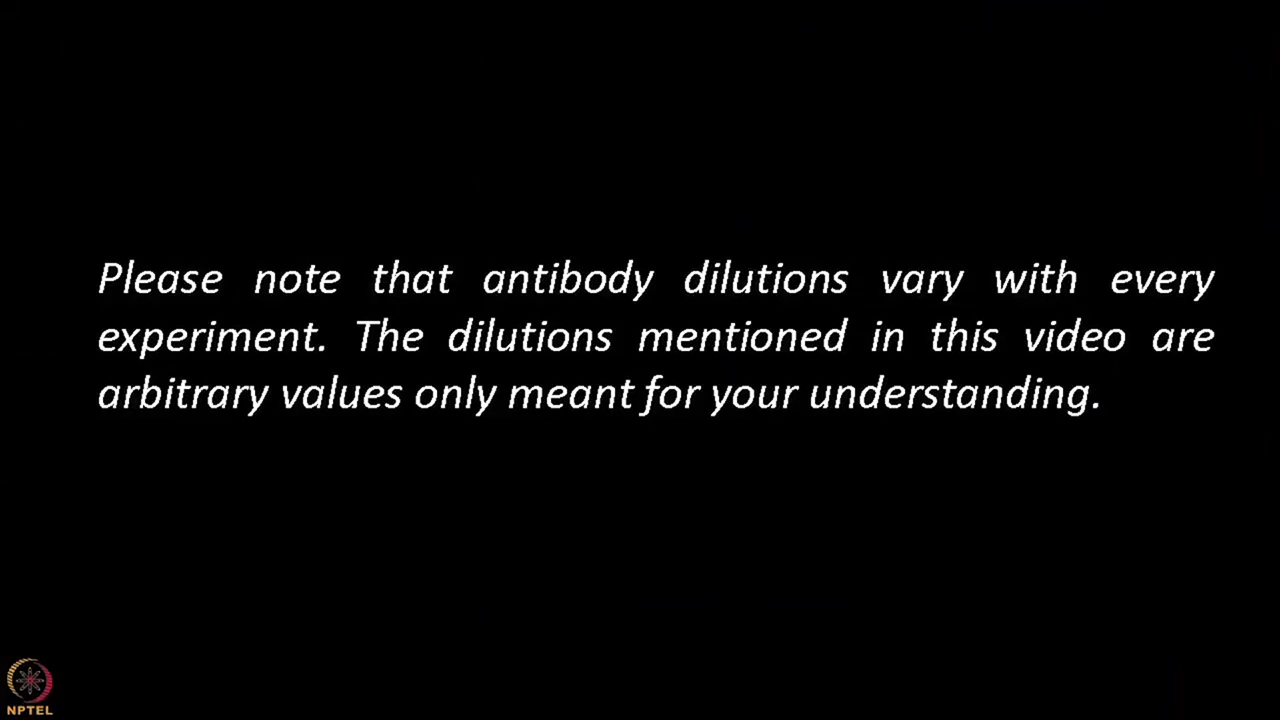 Please note that antibody dilutions vary with every
experiment. The dilutions mentioned in this video are
arbitrary values only meant for your understanding.
NPTEL